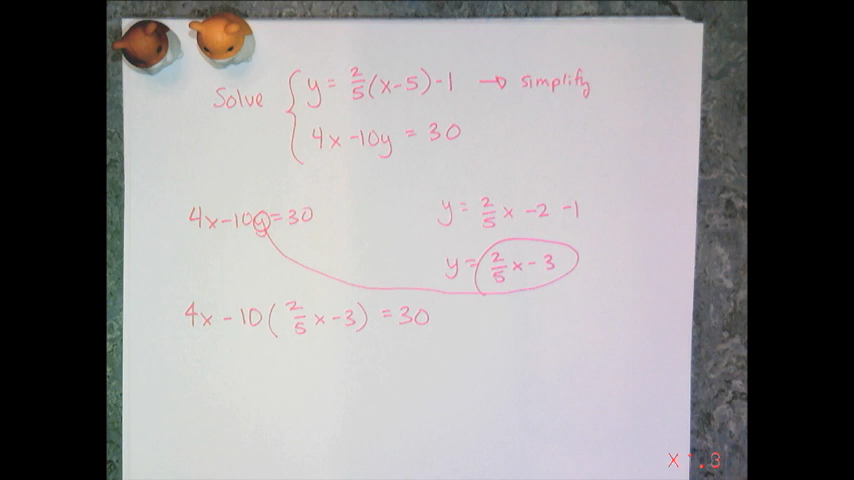 Solve { y = 2/5 (x-5) -1 → simplify
4x -10y = 30
4x -10y = 30
y = 2/5 x -2 -1
y = 2/5 x - 3
4x - 10 ( 2/5 x - 3 ) = 30